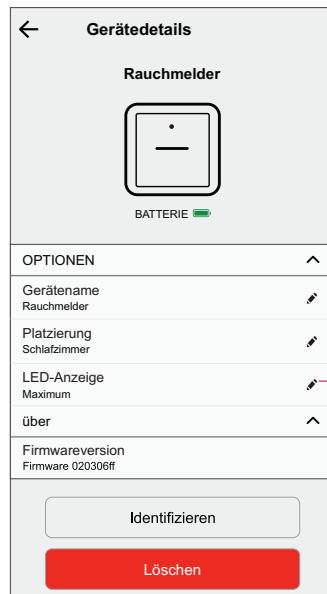 Gerätedetails
Rauchmelder
BATTERIE
OPTIONEN
Gerätename
Rauchmelder
Platzierung
Schlafzimmer
LED-Anzeige
Maximum
über
Firmwareversion
Firmware 020306ff
Identifizieren
Löschen